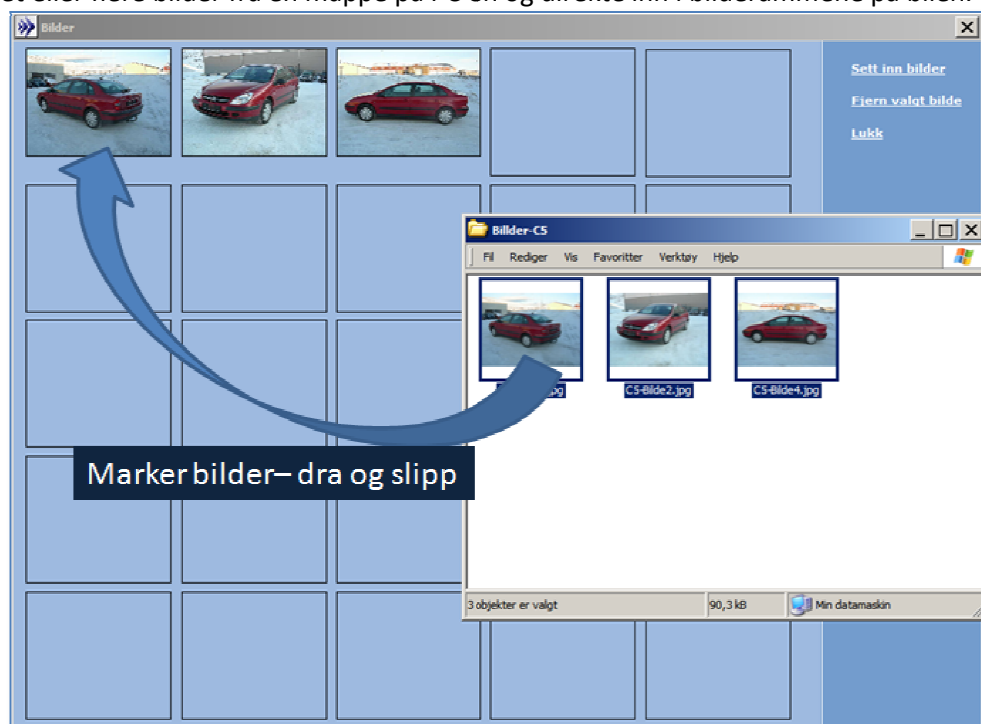 et eller flere bilder fra en mappe på PC en og direkte inn i bilderammene på bilen.
Bilder
Sett inn bilder
Fjern valgt bilde
Lukk
Billder-C5
Fil Rediger Vis Favoritter Verktøy Hjelp
pg C5-Bilde2.jpg C5-Bilde4.jpg
Marker bilder– dra og slipp
3 objekter er valgt 90,3 kB Min datamaskin